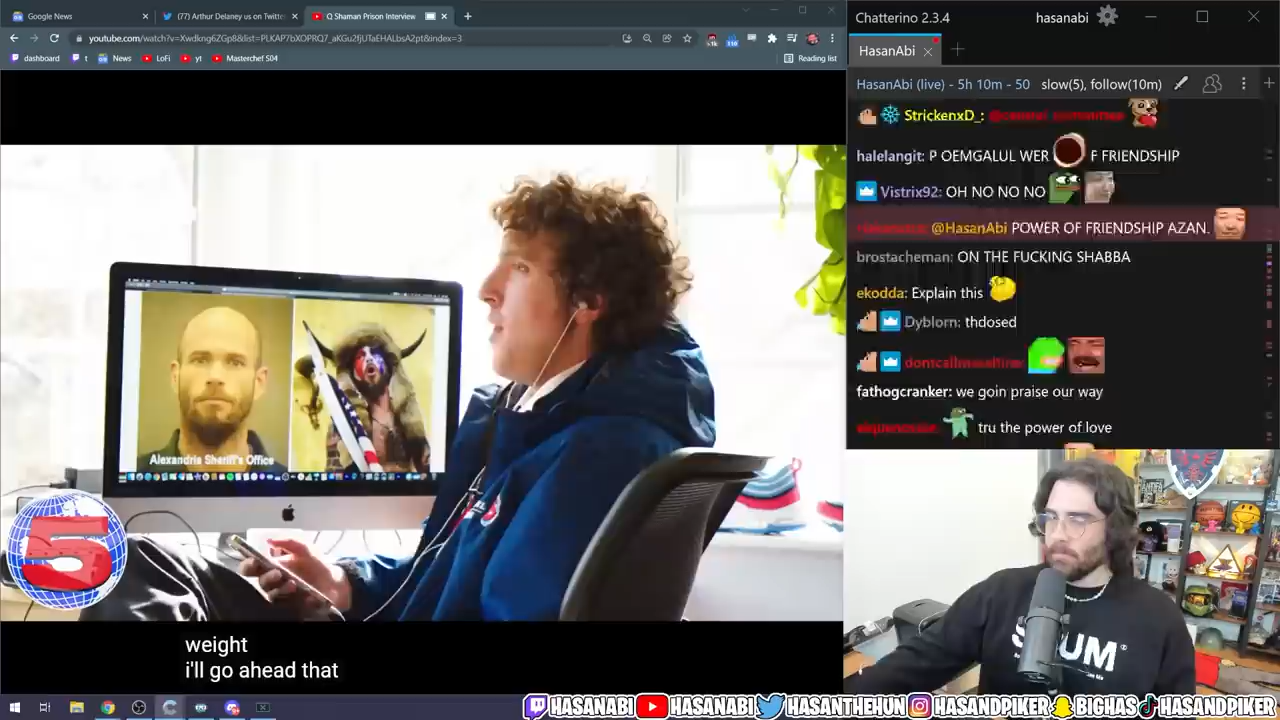 Google News
(77) Arthur Delaney us on Twitte
Q Shaman Prison Interview
youtube.com/watch?v=Xwdkng6ZGp8&list=PLKAP7bXOPRQ7_aKGu2fjUTaEHALbsA2pt&index=3
dashboard
t
News
LoFi
yt
Masterchef S04
Reading list
Alexandria Sheriff's Office
5
weight
i'll go ahead that
Chatterino 2.3.4
hasanabi
HasanAbi
HasanAbi (live) - 5h 10m - 50
slow(5), follow(10m)
StrickenxD_:
halelangit: P OEMGALUL WER F FRIENDSHIP
Vistrix92: OH NO NO NO
@HasanAbi POWER OF FRIENDSHIP AZAN.
brostacheman: ON THE FUCKING SHABBA
ekodda: Explain this
Dyblorn: thdosed
fathogcranker: we goin praise our way
tru the power of love
HASANABI
HASANABI
HASANTHEHUN
HASANDPIKER
BIGHAS
HASANDPIKER